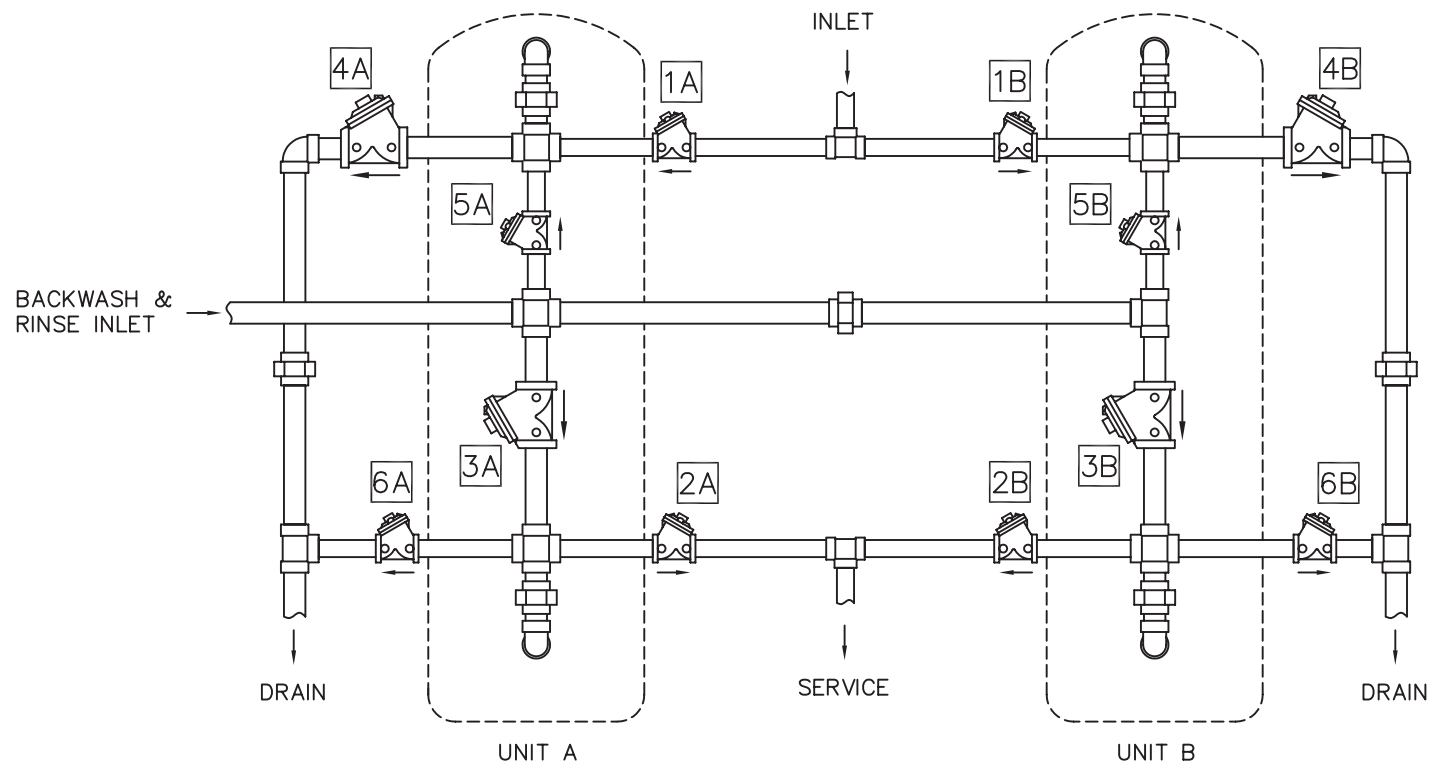 INLET
4A
1A
1B
4B
5A
5B
BACKWASH &
RINSE INLET
3A
3B
6A
2A
2B
6B
DRAIN
SERVICE
DRAIN
UNIT A
UNIT B